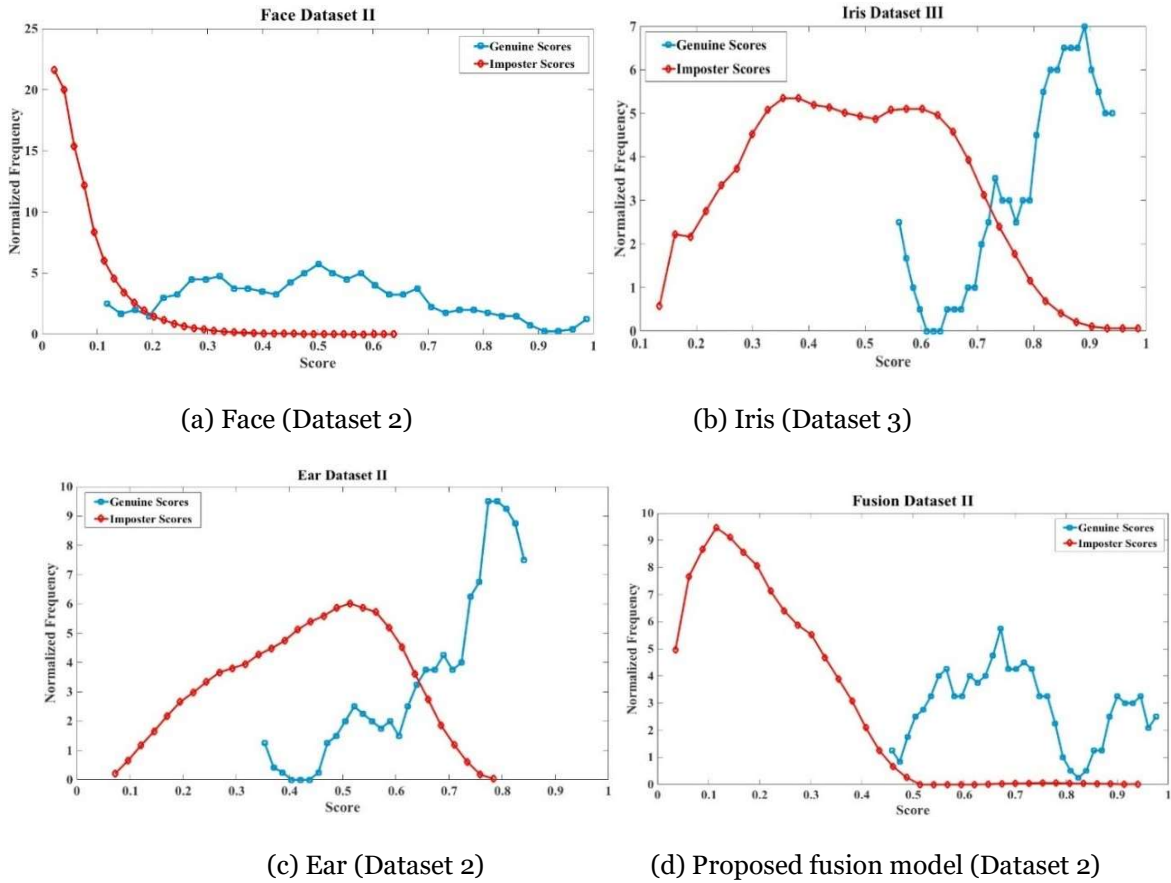 Face Dataset II
25
20
15
10
5
0
Normalized Frequency
Genuine Scores
Imposter Scores
0 0.1 0.2 0.3 0.4 0.5 0.6 0.7 0.8 0.9 1
Score
(a) Face (Dataset 2)
Iris Dataset III
7
6
5
4
3
2
1
0
Normalized Frequency
Genuine Scores
Imposter Scores
0.1 0.2 0.3 0.4 0.5 0.6 0.7 0.8 0.9 1
Score
(b) Iris (Dataset 3)
Ear Dataset II
10
9
8
7
6
5
4
3
2
1
0
Normalized Frequency
Genuine Scores
Imposter Scores
0 0.1 0.2 0.3 0.4 0.5 0.6 0.7 0.8 0.9 1
Score
(c) Ear (Dataset 2)
Fusion Dataset II
10
9
8
7
6
5
4
3
2
1
0
Normalized Frequency
Genuine Scores
Imposter Scores
0 0.1 0.2 0.3 0.4 0.5 0.6 0.7 0.8 0.9 1
Score
(d) Proposed fusion model (Dataset 2)